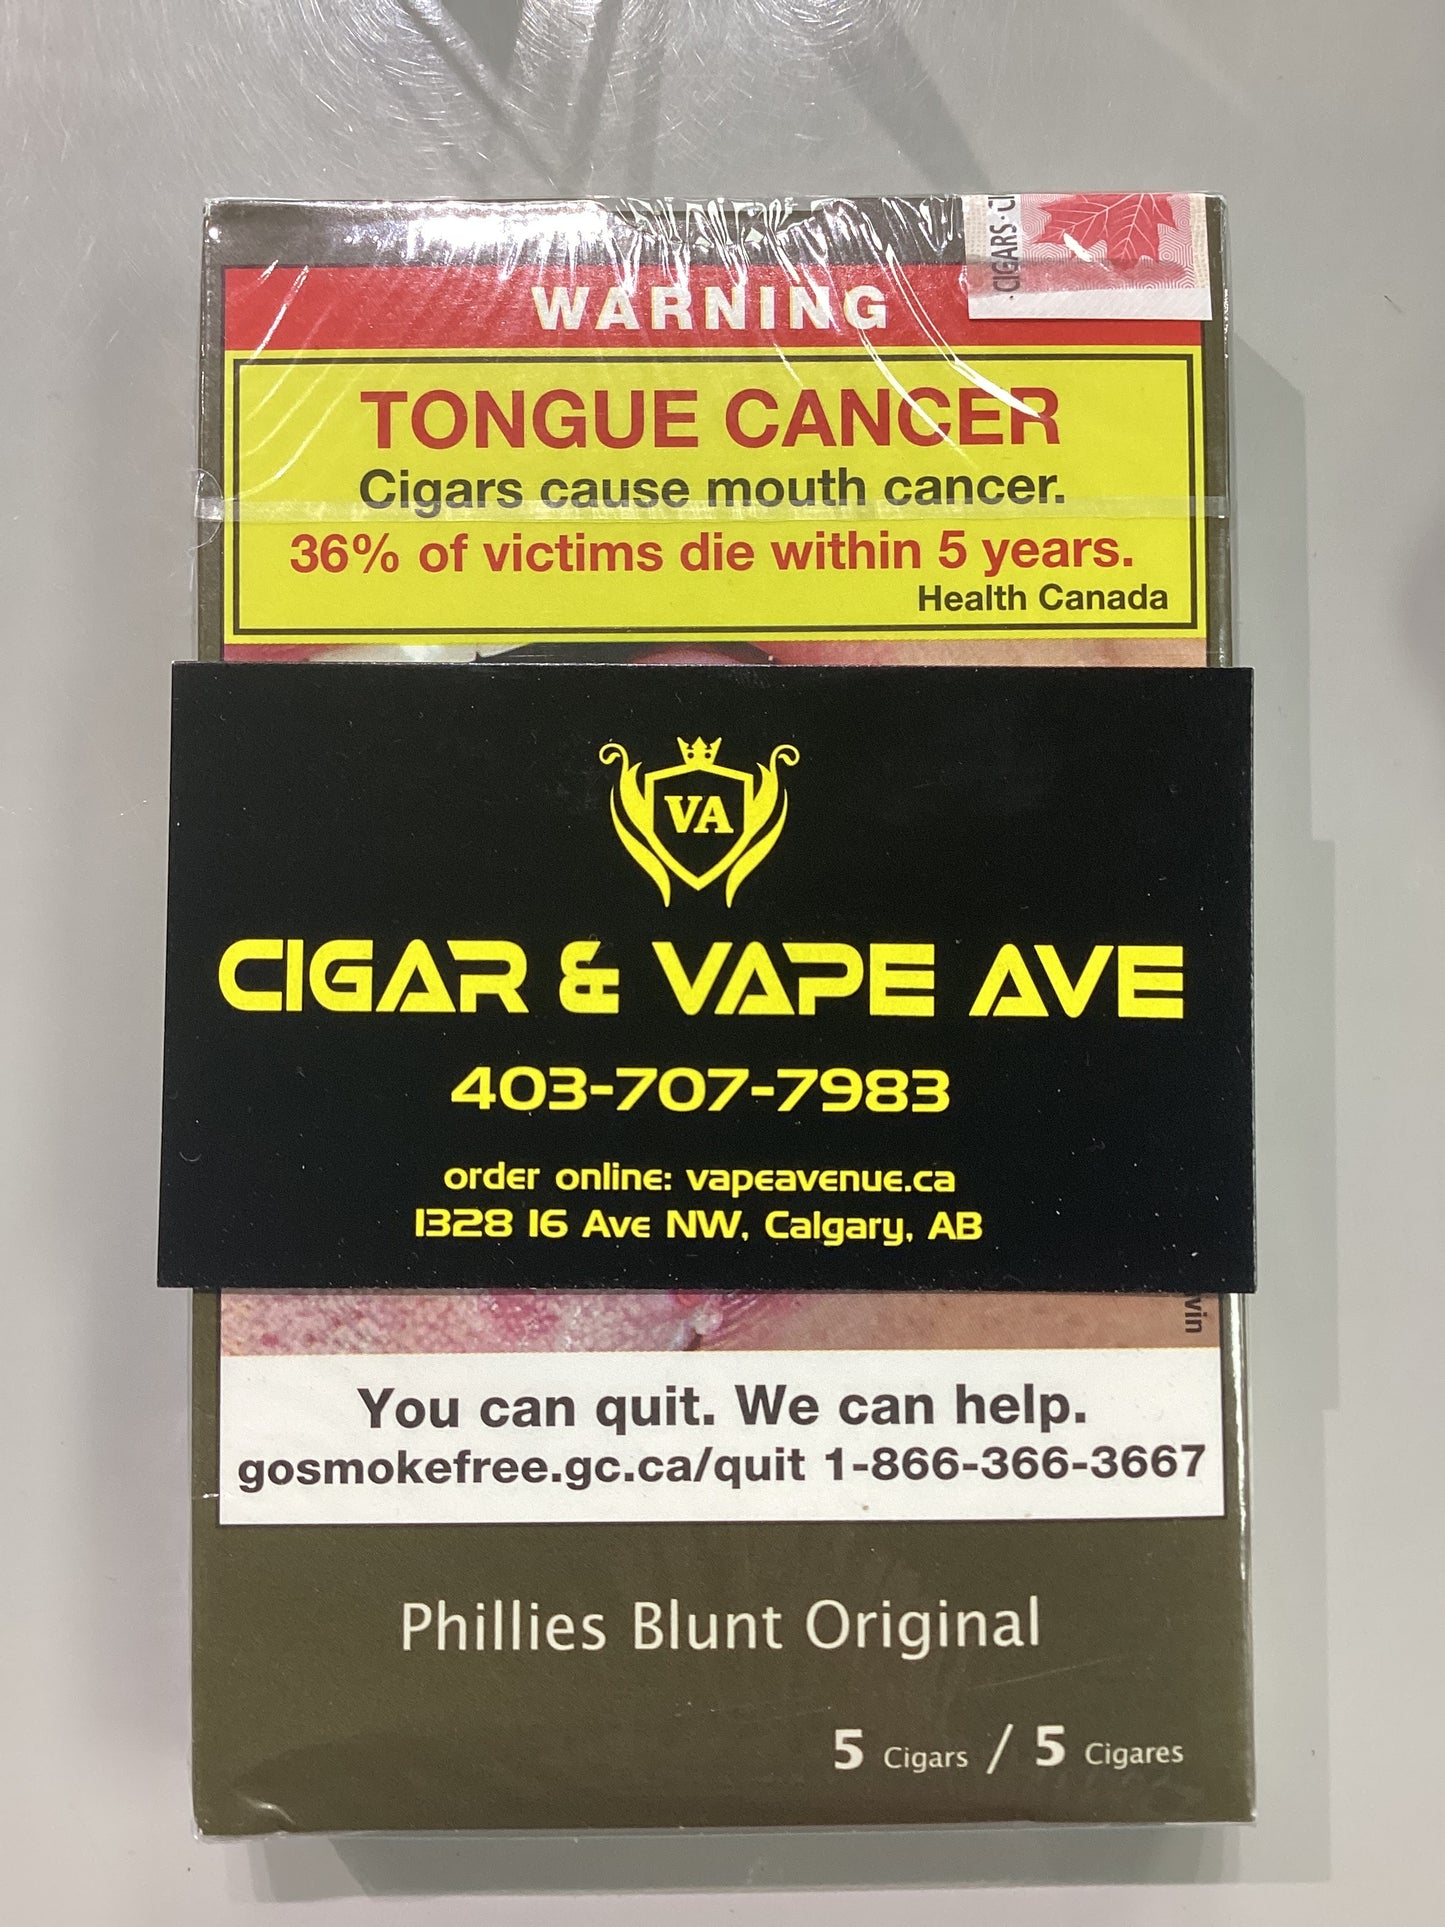 CIGARS
WARNING
TONGUE CANCER
Cigars cause mouth cancer.
36% of victims die within 5 years.
Health Canada
VA
CIGAR & VAPE AVE
403-707-7983
order online: vapeavenue.ca
1328 16 Ave NW, Calgary, AB
You can quit. We can help.
gosmokefree.gc.ca/quit 1-866-366-3667
Phillies Blunt Original
5 Cigars / 5 Cigares